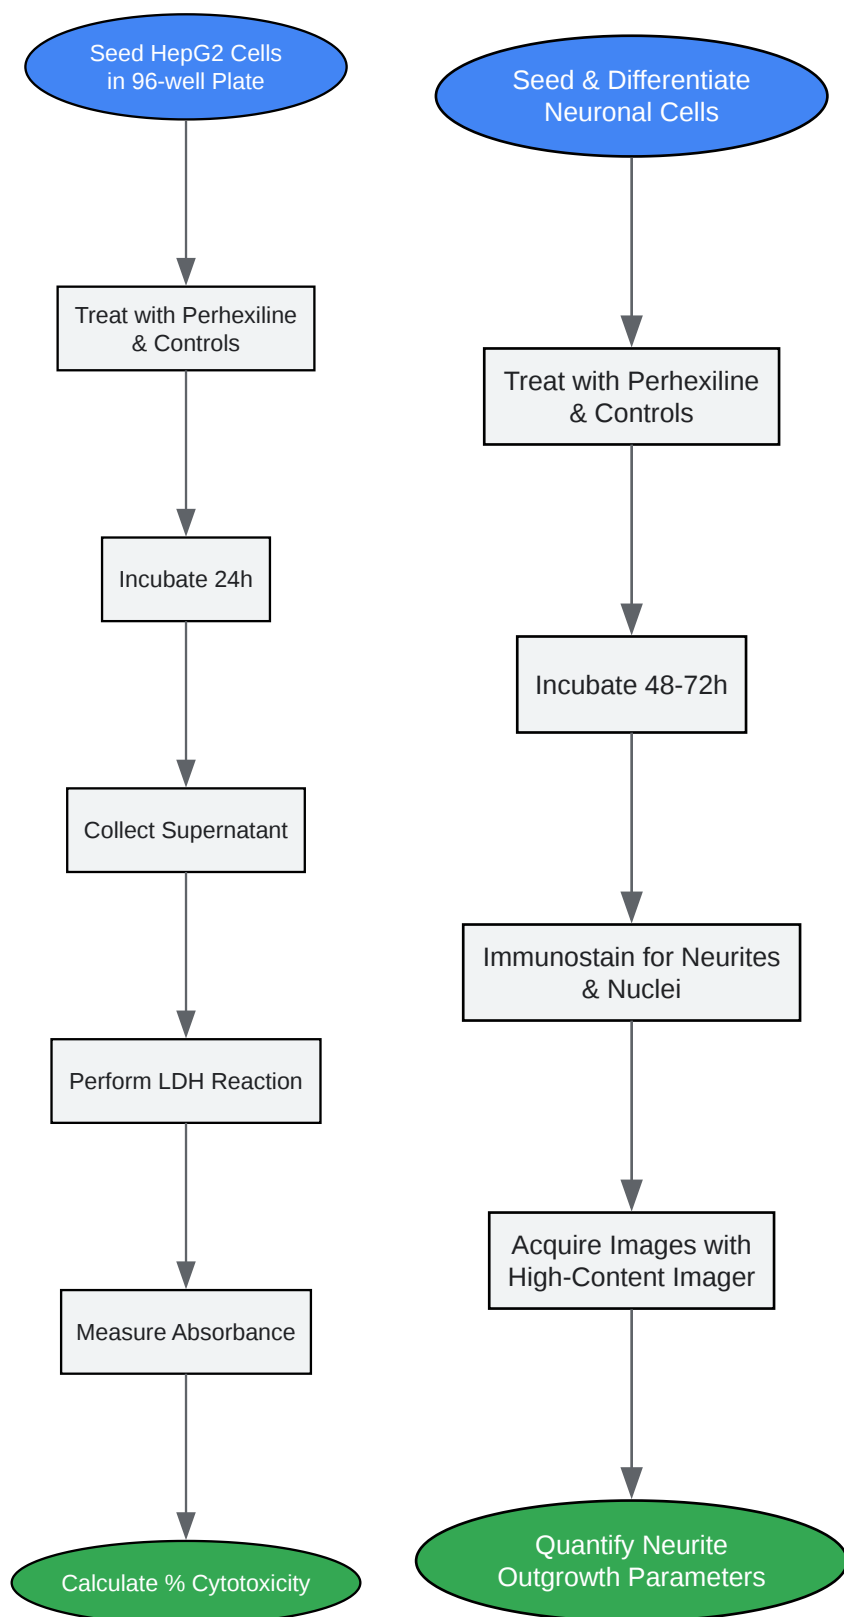 Seed HepG2 Cells
in 96-well Plate
Treat with Perhexiline
& Controls
Incubate 24h
Collect Supernatant
Perform LDH Reaction
Measure Absorbance
Calculate % Cytotoxicity
Seed & Differentiate
Neuronal Cells
Treat with Perhexiline
& Controls
Incubate 48-72h
Immunostain for Neurites
& Nuclei
Acquire Images with
High-Content Imager
Quantify Neurite
Outgrowth Parameters